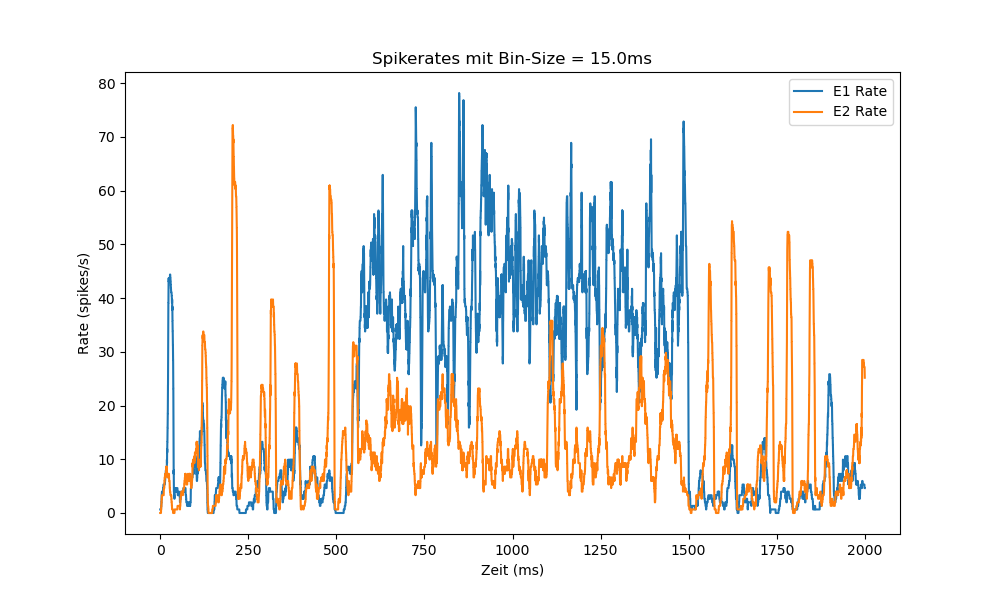 Spikerates mit Bin-Size = 15.0ms
E1 Rate
E2 Rate
Rate (spikes/s)
80
70
60
50
40
30
20
10
0
0 250 500 750 1000 1250 1500 1750 2000
Zeit (ms)